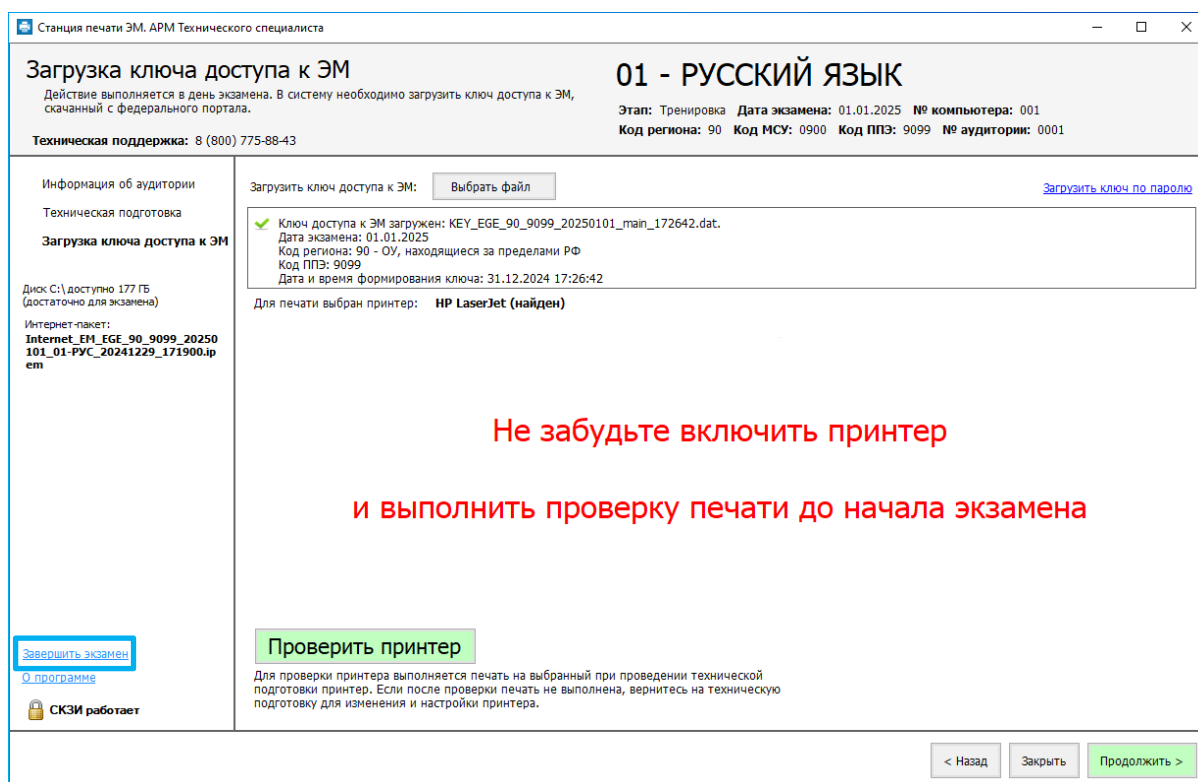 Станция печати ЭМ. АРМ Технического специалиста
Загрузка ключа доступа к ЭМ
Действие выполняется в день экзамена. В систему необходимо загрузить ключ доступа к ЭМ,
скачанный с федерального портала.
Техническая поддержка: 8 (800) 775-88-43
01 - РУССКИЙ ЯЗЫК
Этап: Тренировка Дата экзамена: 01.01.2025 № компьютера: 001
Код региона: 90 Код МСУ: 0900 Код ППЭ: 9099 № аудитории: 0001
Информация об аудитории
Техническая подготовка
Загрузка ключа доступа к ЭМ
Диск C:\ доступно 177 ГБ
(достаточно для экзамена)
Интернет-пакет:
Internet_EM_EGE_90_9099_20250
101_01-РУС_20241229_171900.ip
em
Завершить экзамен
О программе
СКЗИ работает
Загрузить ключ доступа к ЭМ: Выбрать файл Загрузить ключ по паролю
Ключ доступа к ЭМ загружен: KEY_EGE_90_9099_20250101_main_172642.dat.
Дата экзамена: 01.01.2025
Код региона: 90 - ОУ, находящиеся за пределами РФ
Код ППЭ: 9099
Дата и время формирования ключа: 31.12.2024 17:26:42
Для печати выбран принтер: HP LaserJet (найден)
Не забудьте включить принтер
и выполнить проверку печати до начала экзамена
Проверить принтер
Для проверки принтера выполняется печать на выбранный при проведении технической
подготовки принтер. Если после проверки печать не выполнена, вернитесь на техническую
подготовку для изменения и настройки принтера.
< Назад Закрыть Продолжить >